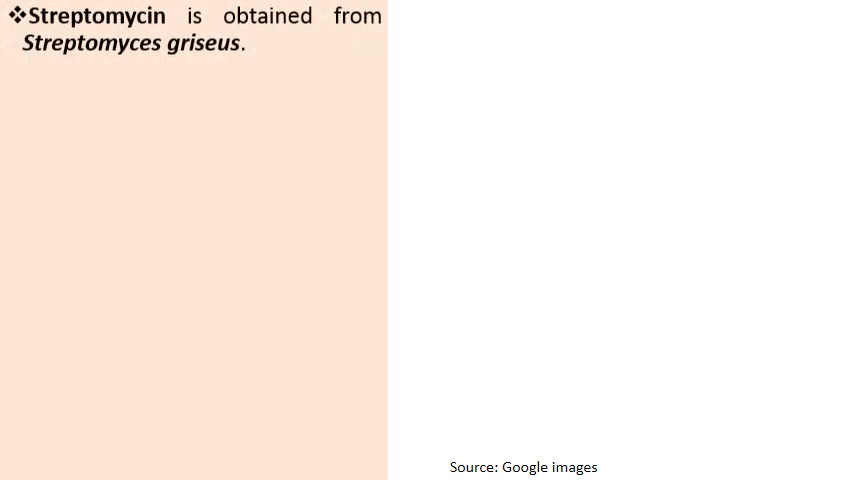 ❖Streptomycin is obtained from
Streptomyces griseus.
Source: Google images